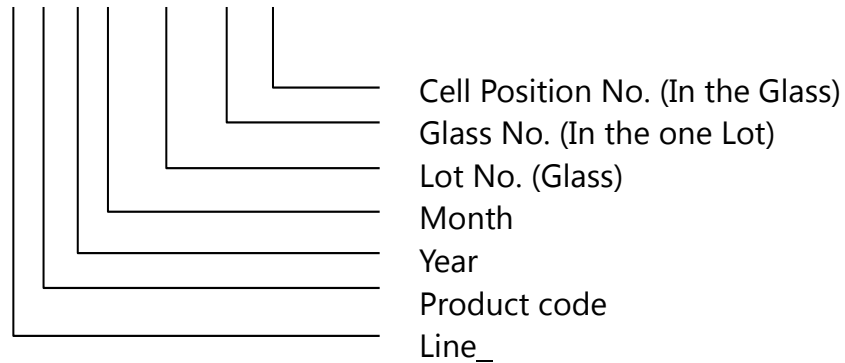 Cell Position No. (In the Glass)
Glass No. (In the one Lot)
Lot No. (Glass)
Month
Year
Product code
Line_